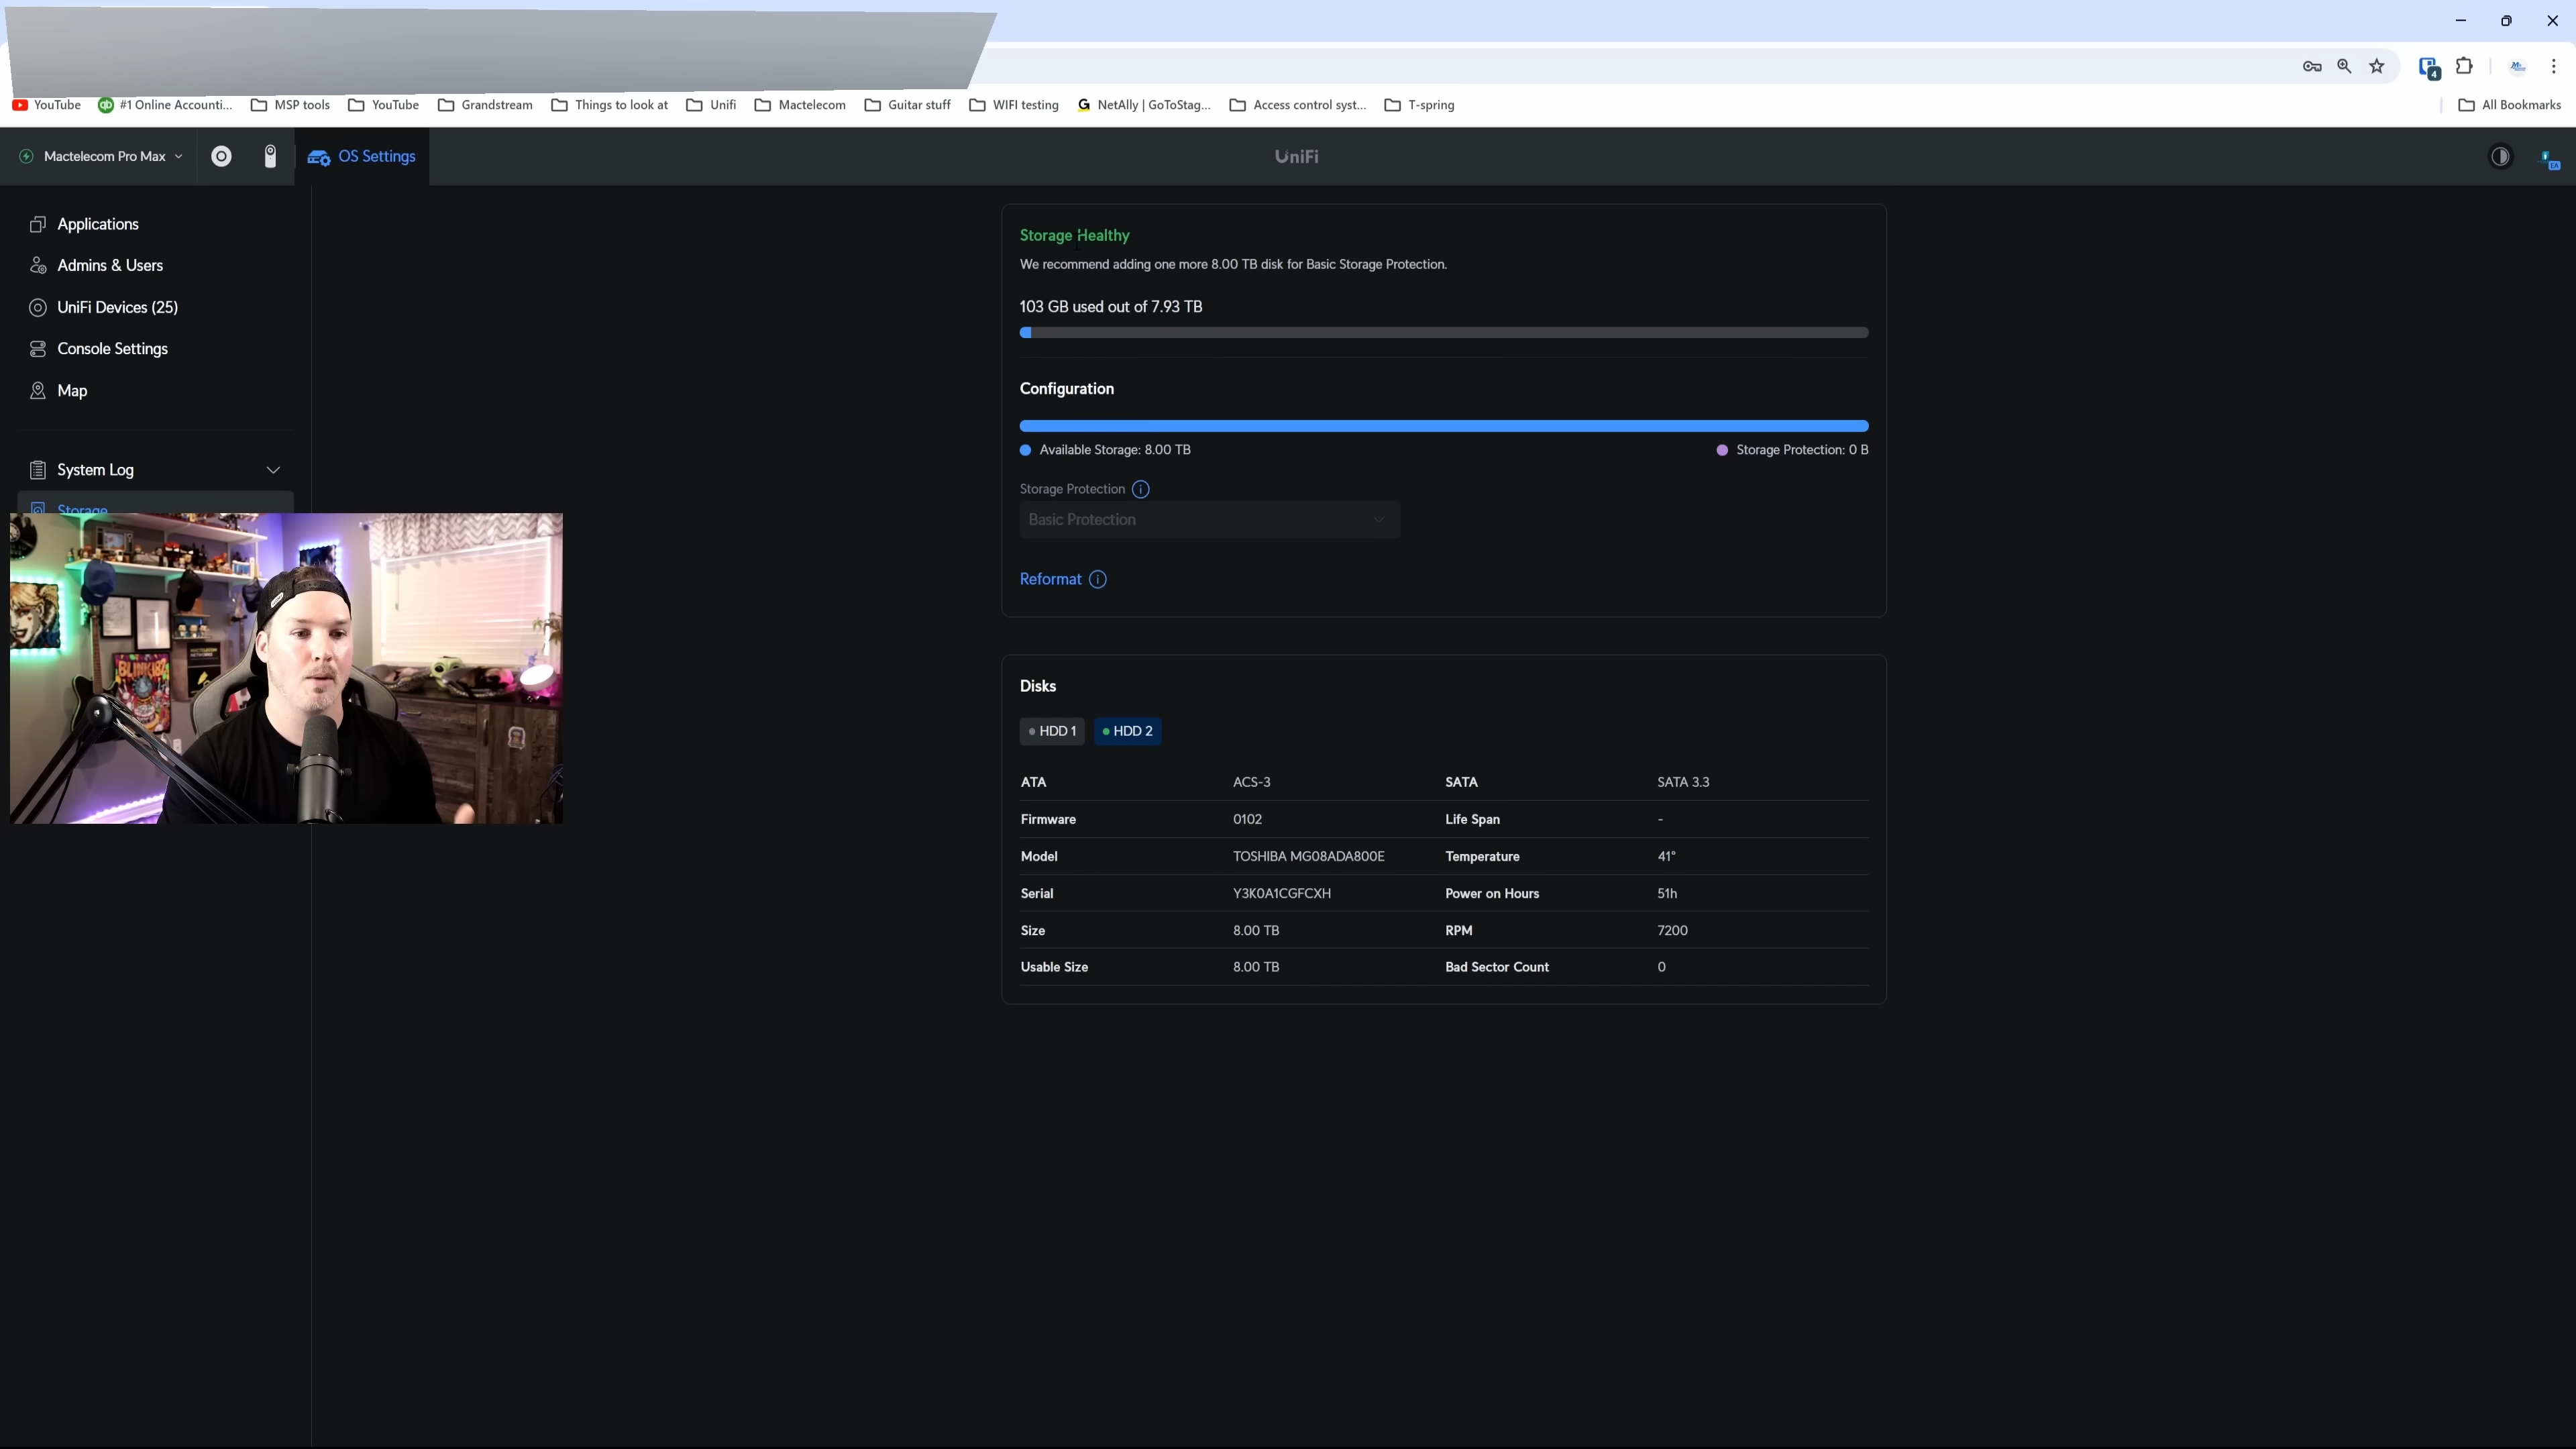 YouTube #1 Online Accounti... MSP tools YouTube Grandstream Things to look at Unifi Mactelecom Guitar stuff WIFI testing NetAlly | GoToStag... Access control syst... T-spring All Bookmarks
4
Mactelecom Pro Max OS Settings UniFi EA
Applications
Admins & Users
UniFi Devices (25)
Console Settings
Map
System Log
Storage
Storage Healthy
We recommend adding one more 8.00 TB disk for Basic Storage Protection.
103 GB used out of 7.93 TB
Configuration
Available Storage: 8.00 TB Storage Protection: 0 B
Storage Protection
Basic Protection
Reformat
Disks
HDD 1 HDD 2
ATA ACS-3 SATA SATA 3.3
Firmware 0102 Life Span -
Model TOSHIBA MG08ADA800E Temperature 41°
Serial Y3K0A1CGFCXH Power on Hours 51h
Size 8.00 TB RPM 7200
Usable Size 8.00 TB Bad Sector Count 0